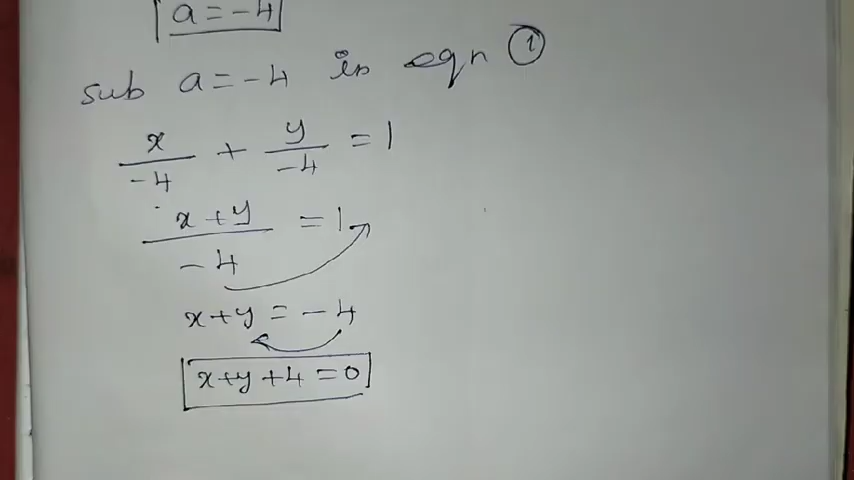 a = -4
sub a = -4 in eqn ①
x/-4 + y/-4 = 1
x+y/-4 = 1
x+y = -4
x+y+4 = 0